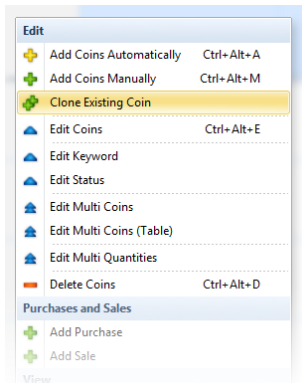 Edit
Add Coins Automatically Ctrl+Alt+A
Add Coins Manually Ctrl+Alt+M
Clone Existing Coin
Edit Coins Ctrl+Alt+E
Edit Keyword
Edit Status
Edit Multi Coins
Edit Multi Coins (Table)
Edit Multi Quantities
Delete Coins Ctrl+Alt+D
Purchases and Sales
Add Purchase
Add Sale
View